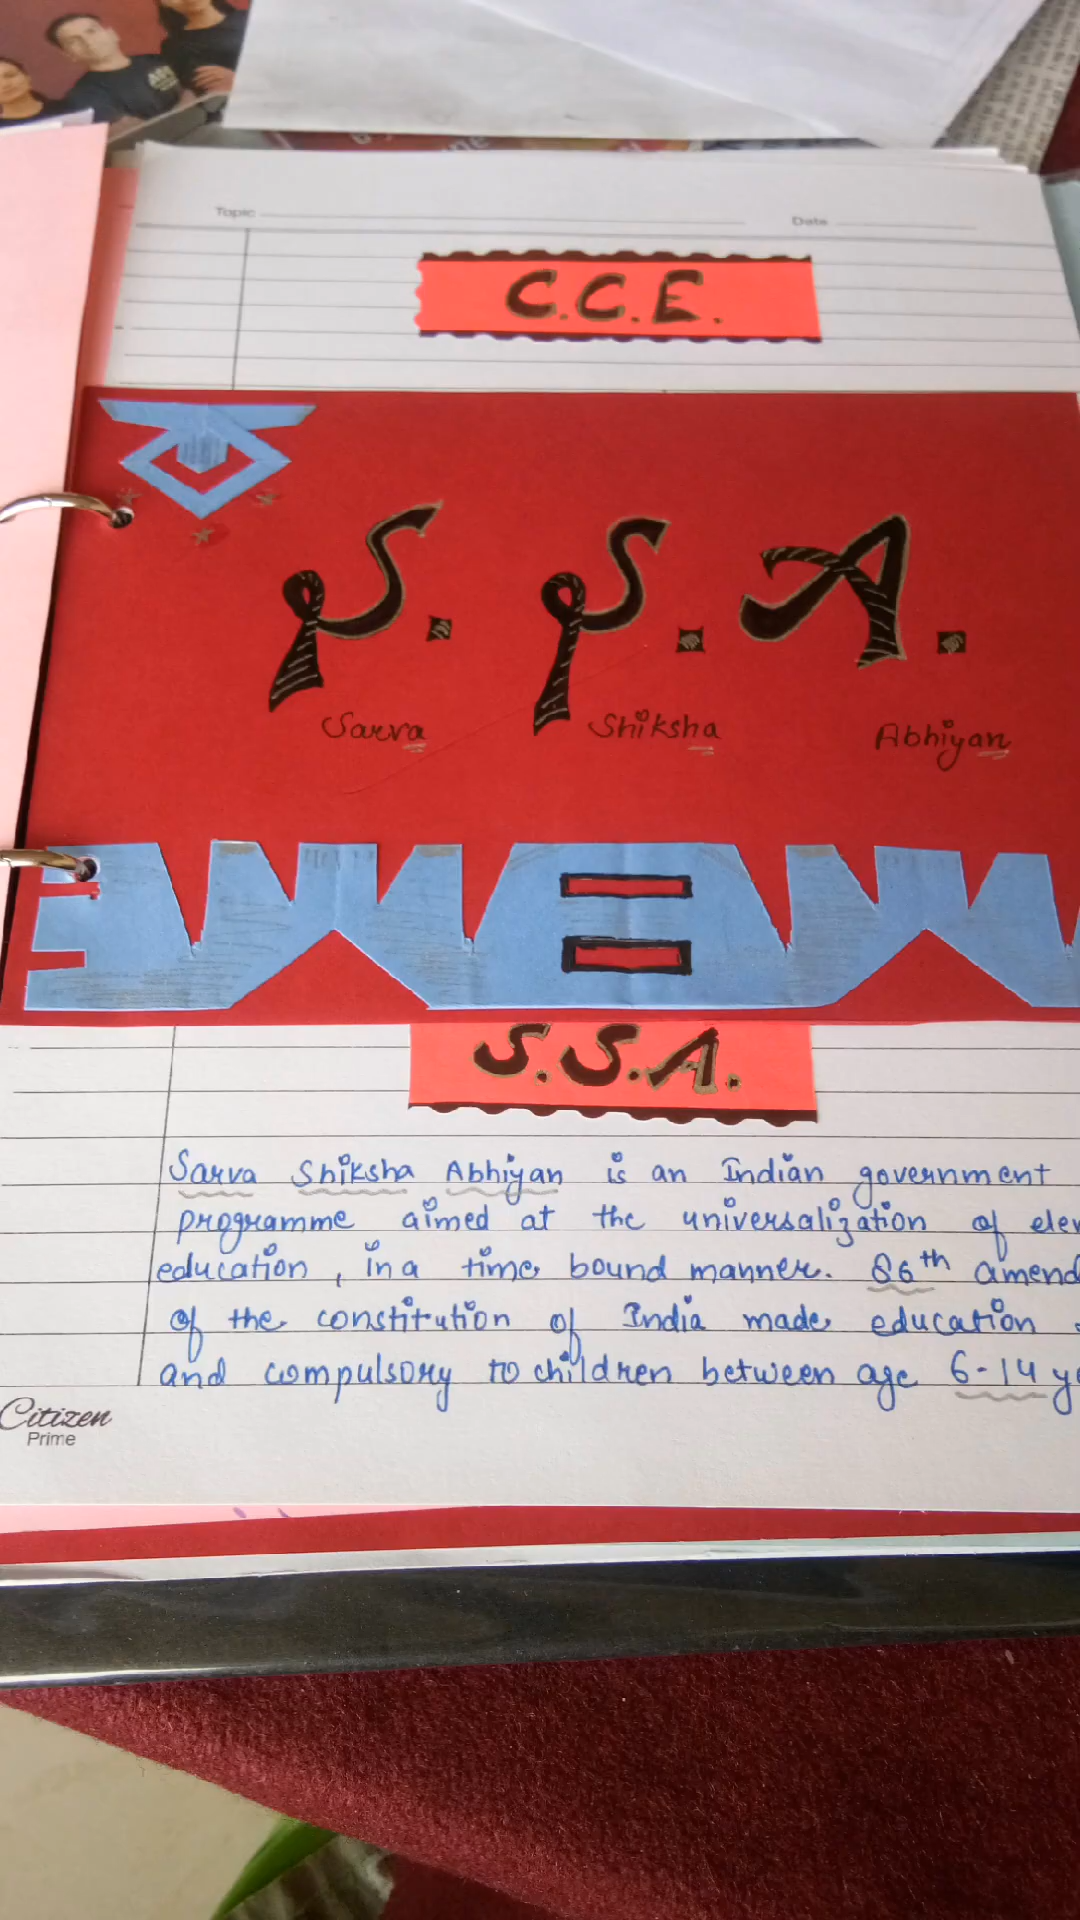 Topic Date
C.C.E.
S. S. A.
Sarva Shiksha Abhiyan
S.S.A.
Sarva Shiksha Abhiyan is an Indian government
programme aimed at the universalization of
education, in a time bound manner. 86th
of the constitution of India made education
and compulsory to children between age 6-14
Citizen
Prime